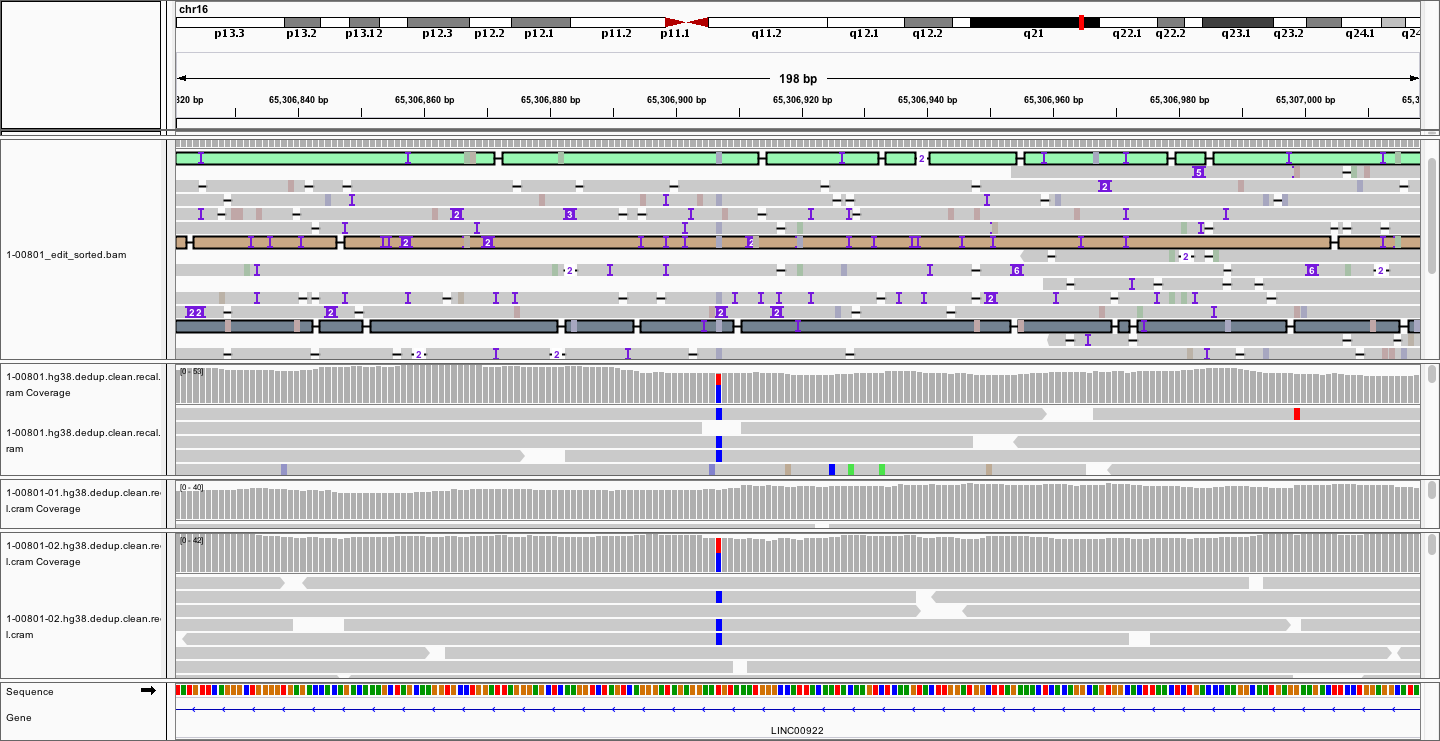 chr16
p13.3 p13.2 p13.12 p12.3 p12.2 p12.1 p11.2 p11.1 q11.2 q12.1 q12.2 q21 q22.1 q22.2 q23.1 q23.2 q24.1 q24
198 bp
320 bp 65,306,840 bp 65,306,860 bp 65,306,880 bp 65,306,900 bp 65,306,920 bp 65,306,940 bp 65,306,960 bp 65,306,980 bp 65,307,000 bp 65,3
2
5
2
2 3
1-00801_edit_sorted.bam
2 2 2
2
2 6 6 2
2
2 2 2 2 2
2 2
1-00801.hg38.dedup.clean.recal.
ram Coverage
[0 - 53]
1-00801.hg38.dedup.clean.recal.
ram
1-00801-01.hg38.dedup.clean.re
l.cram Coverage
[0 - 40]
1-00801-02.hg38.dedup.clean.re
l.cram Coverage
[0 - 42]
1-00801-02.hg38.dedup.clean.re
l.cram
Sequence
Gene
LINC00922